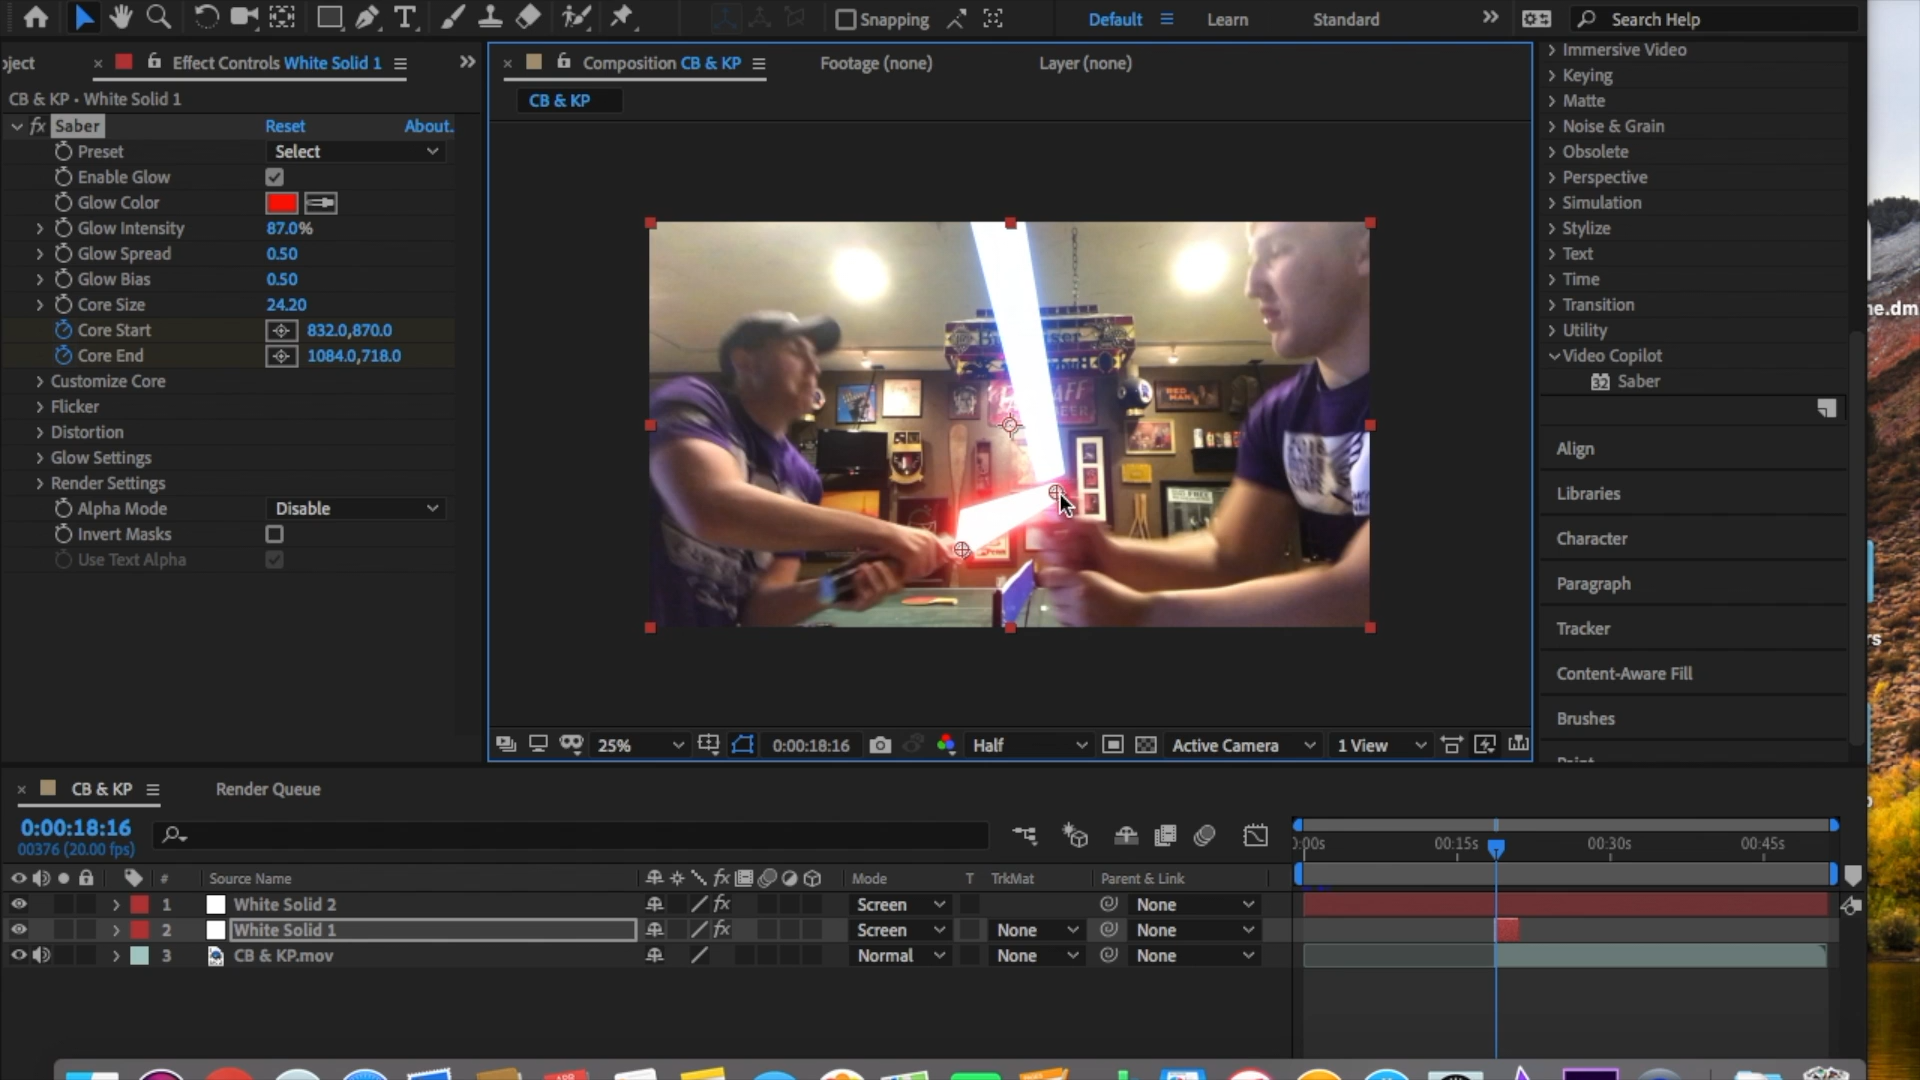 Snapping
Default
Learn
Standard
Search Help
oject
Effect Controls White Solid 1
Composition CB & KP
Footage (none)
Layer (none)
CB & KP • White Solid 1
CB & KP
fx Saber Reset About.
Preset Select
Enable Glow
Glow Color
Glow Intensity 87.0%
Glow Spread 0.50
Glow Bias 0.50
Core Size 24.20
Core Start 832.0,870.0
Core End 1084.0,718.0
Customize Core
Flicker
Distortion
Glow Settings
Render Settings
Alpha Mode Disable
Invert Masks
Use Text Alpha
Immersive Video
Keying
Matte
Noise & Grain
Obsolete
Perspective
Simulation
Stylize
Text
Time
Transition
Utility
Video Copilot
32 Saber
Align
Libraries
Character
Paragraph
Tracker
Content-Aware Fill
Brushes
ne.dm
rs
25%
0:00:18:16
Half
Active Camera
1 View
CB & KP
Render Queue
0:00:18:16
00376 (20.00 fps)
0:00s 00:15s 00:30s 00:45s
# Source Name fx Mode T TrkMat Parent & Link
1 White Solid 2 fx Screen None
2 White Solid 1 fx Screen None None
3 CB & KP.mov Normal None None